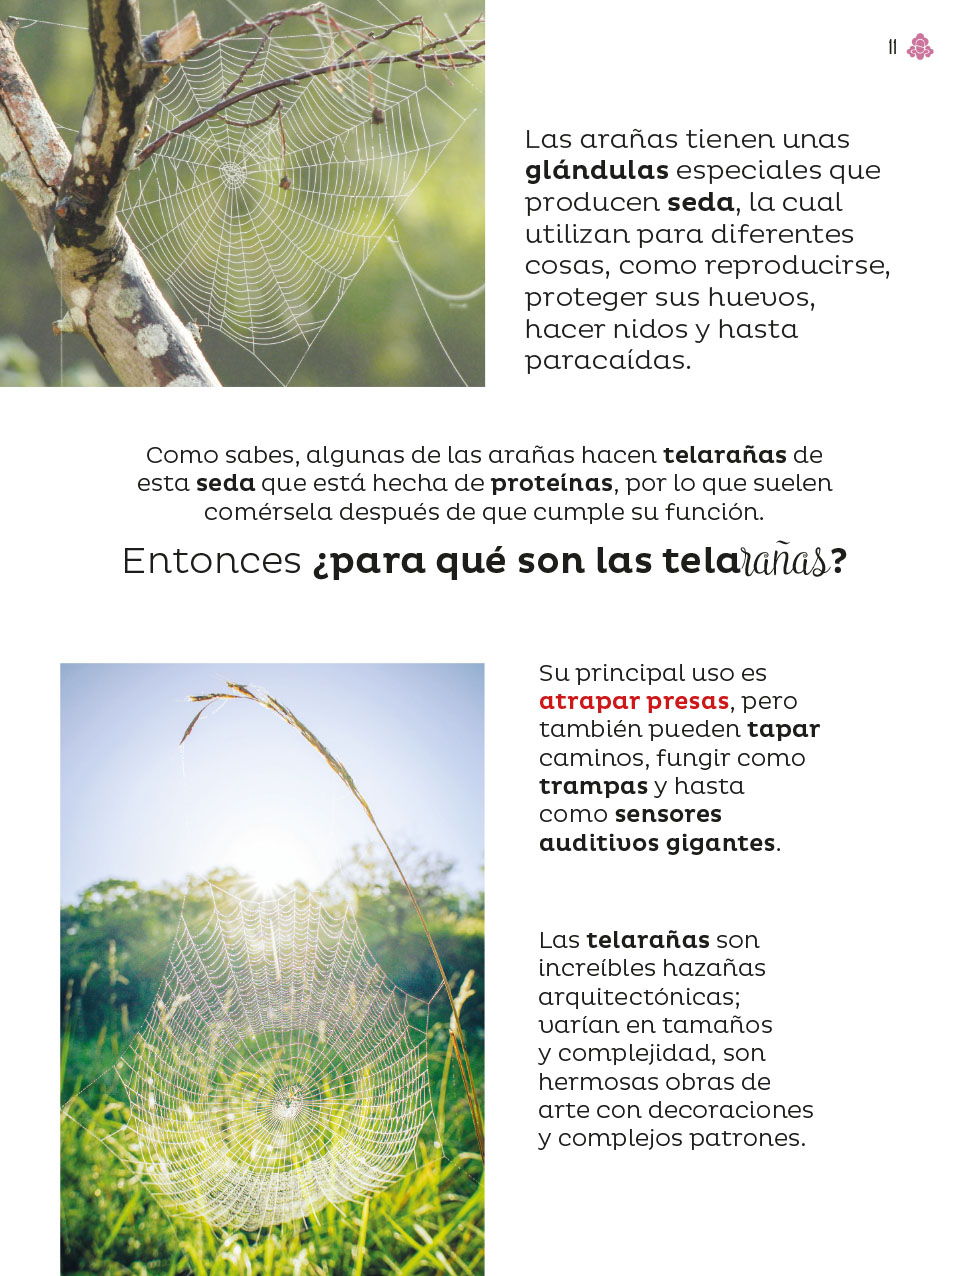 11
Las arañas tienen unas
glándulas especiales que
producen seda, la cual
utilizan para diferentes
cosas, como reproducirse,
proteger sus huevos,
hacer nidos y hasta
paracaídas.
Como sabes, algunas de las arañas hacen telarañas de
esta seda que está hecha de proteínas, por lo que suelen
comérsela después de que cumple su función.
Entonces ¿para qué son las telarañas?
Su principal uso es
atrapar presas, pero
también pueden tapar
caminos, fungir como
trampas y hasta
como sensores
auditivos gigantes.
Las telarañas son
increíbles hazañas
arquitectónicas;
varían en tamaños
y complejidad, son
hermosas obras de
arte con decoraciones
y complejos patrones.